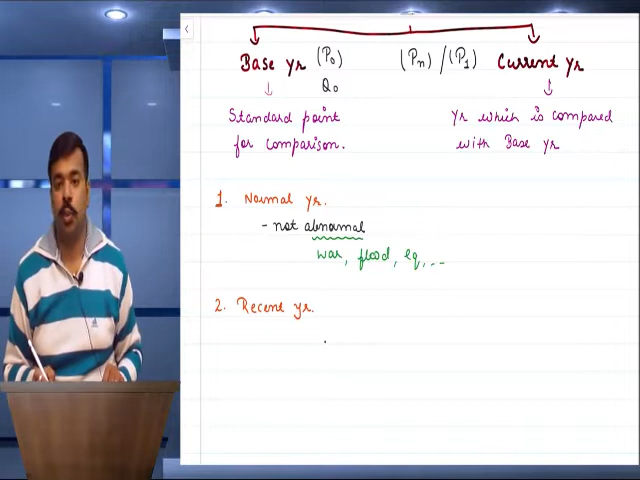 Base yr (P0) (Pn) / (P1) Current yr
Q0
Standard point yr which is compared
for comparison. with Base yr
1. Normal yr.
- not abnormal
war, flood, eq, ...
2. Recent yr.